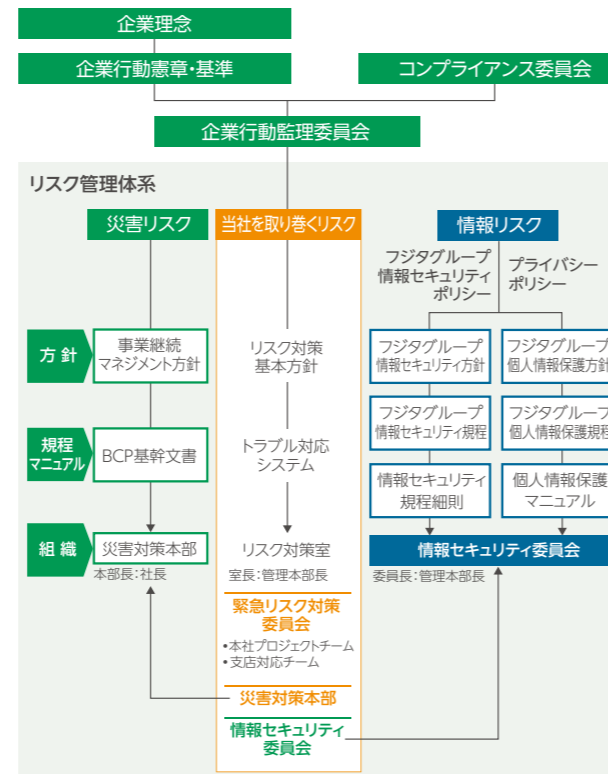 企業理念
企業行動憲章・基準
コンプライアンス委員会
企業行動監理委員会
リスク管理体系
災害リスク
当社を取り巻くリスク
情報リスク
フジタグループ
情報セキュリティ
ポリシー
プライバシー
ポリシー
方針
事業継続
マネジメント方針
リスク対策
基本方針
フジタグループ
情報セキュリティ方針
フジタグループ
個人情報保護方針
規程
マニュアル
BCP基幹文書
トラブル対応
システム
フジタグループ
情報セキュリティ規程
フジタグループ
個人情報保護規程
情報セキュリティ
規程細則
個人情報保護
マニュアル
組織
災害対策本部
本部長：社長
リスク対策室
室長：管理本部長
情報セキュリティ委員会
委員長：管理本部長
緊急リスク対策
委員会
•本社プロジェクトチーム
•支店対応チーム
災害対策本部
情報セキュリティ
委員会